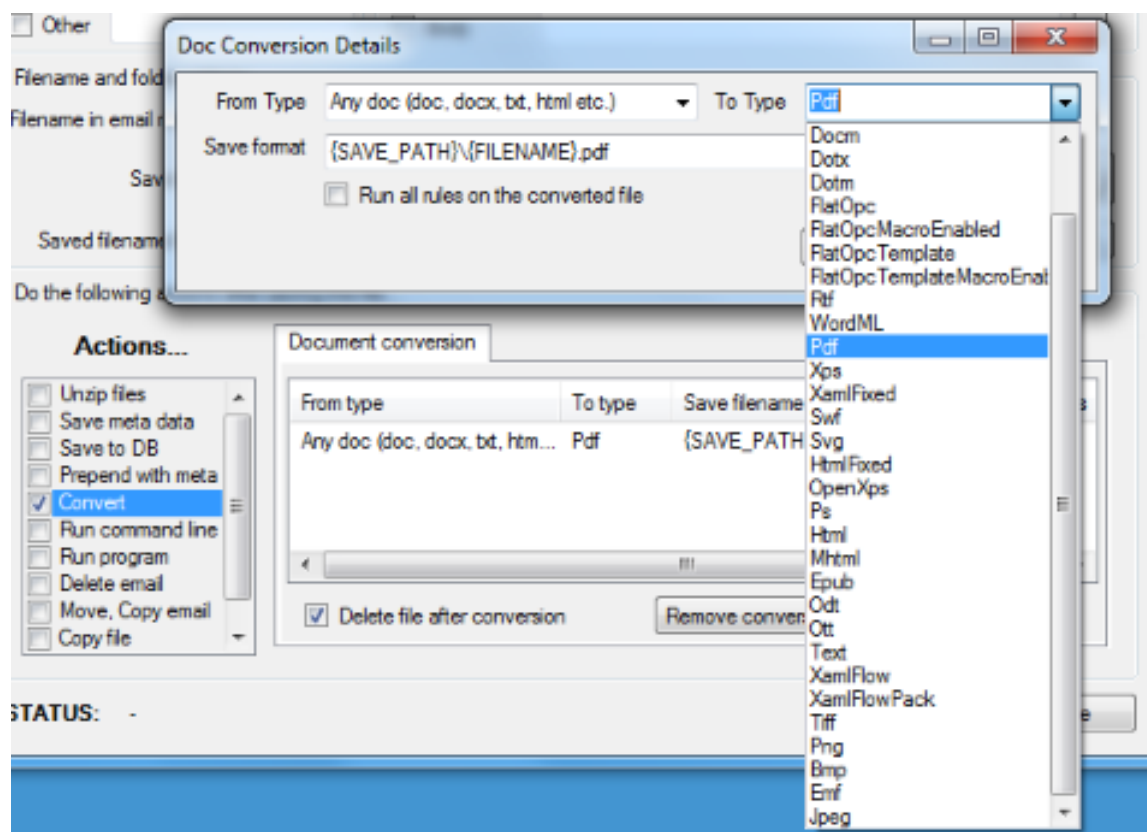 Other
Doc Conversion Details
Filename and fold
From Type Any doc (doc, docx, txt, html etc.) To Type Pdf
Filename in email
Save format {SAVE_PATH}\{FILENAME}.pdf
Sav
Run all rules on the converted file
Saved filename
Do the following
Docm
Dotx
Dotm
FlatOpc
FlatOpcMacroEnabled
FlatOpcTemplate
FlatOpcTemplateMacroEnat
Rtf
WordML
Pdf
Xps
XamlFixed
Swf
Svg
HtmlFixed
OpenXps
Ps
Html
Mhtml
Epub
Odt
Ott
Text
XamlFlow
XamlFlowPack
Tiff
Png
Bmp
Emf
Jpeg
Actions...
Unzip files
Save meta data
Save to DB
Prepend with meta
Convert
Run command line
Run program
Delete email
Move, Copy email
Copy file
Document conversion
From type To type Save filename
Any doc (doc, docx, txt, htm... Pdf {SAVE_PATH
Delete file after conversion Remove conver
STATUS: -